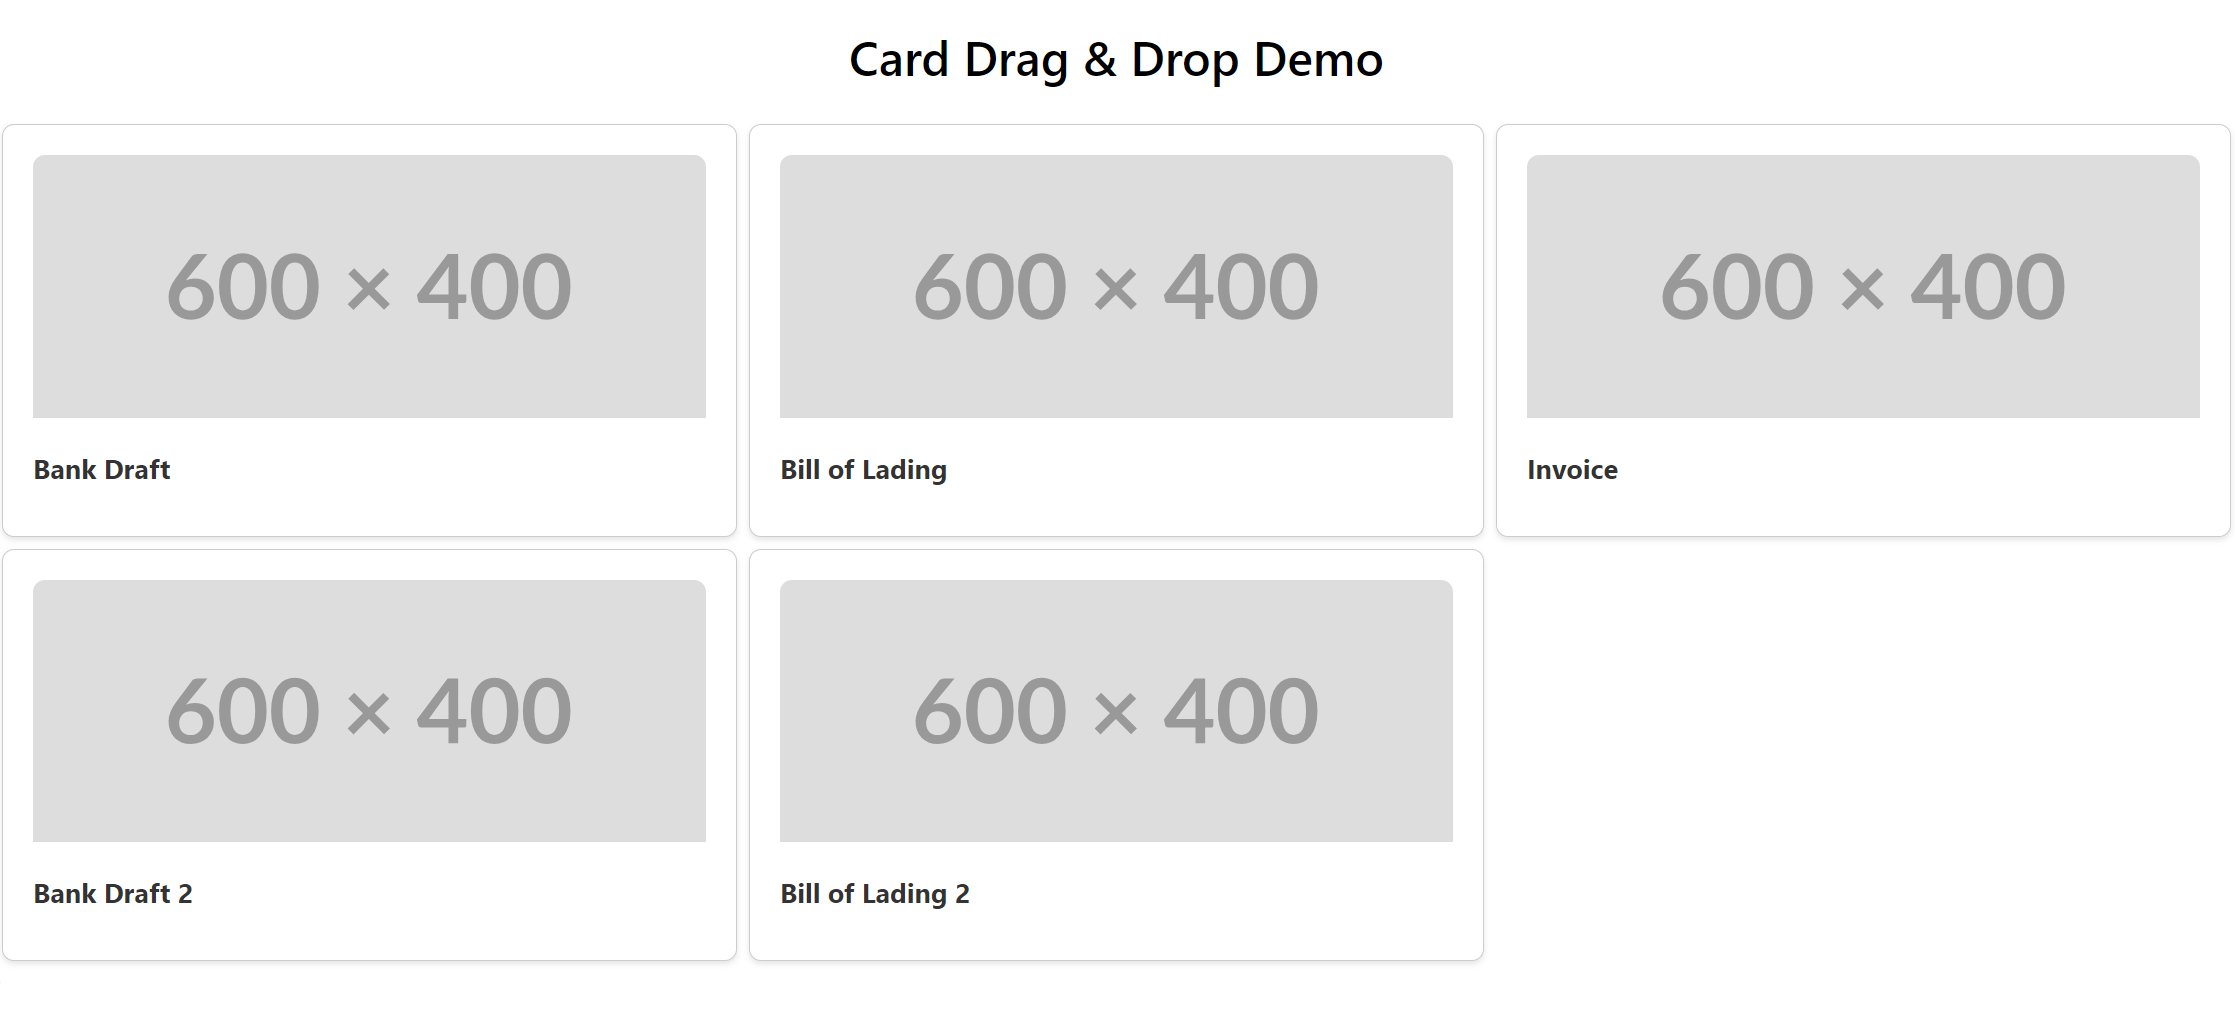 Card Drag & Drop Demo
600 × 400
600 × 400
600 × 400
Bank Draft
Bill of Lading
Invoice
600 × 400
600 × 400
Bank Draft 2
Bill of Lading 2